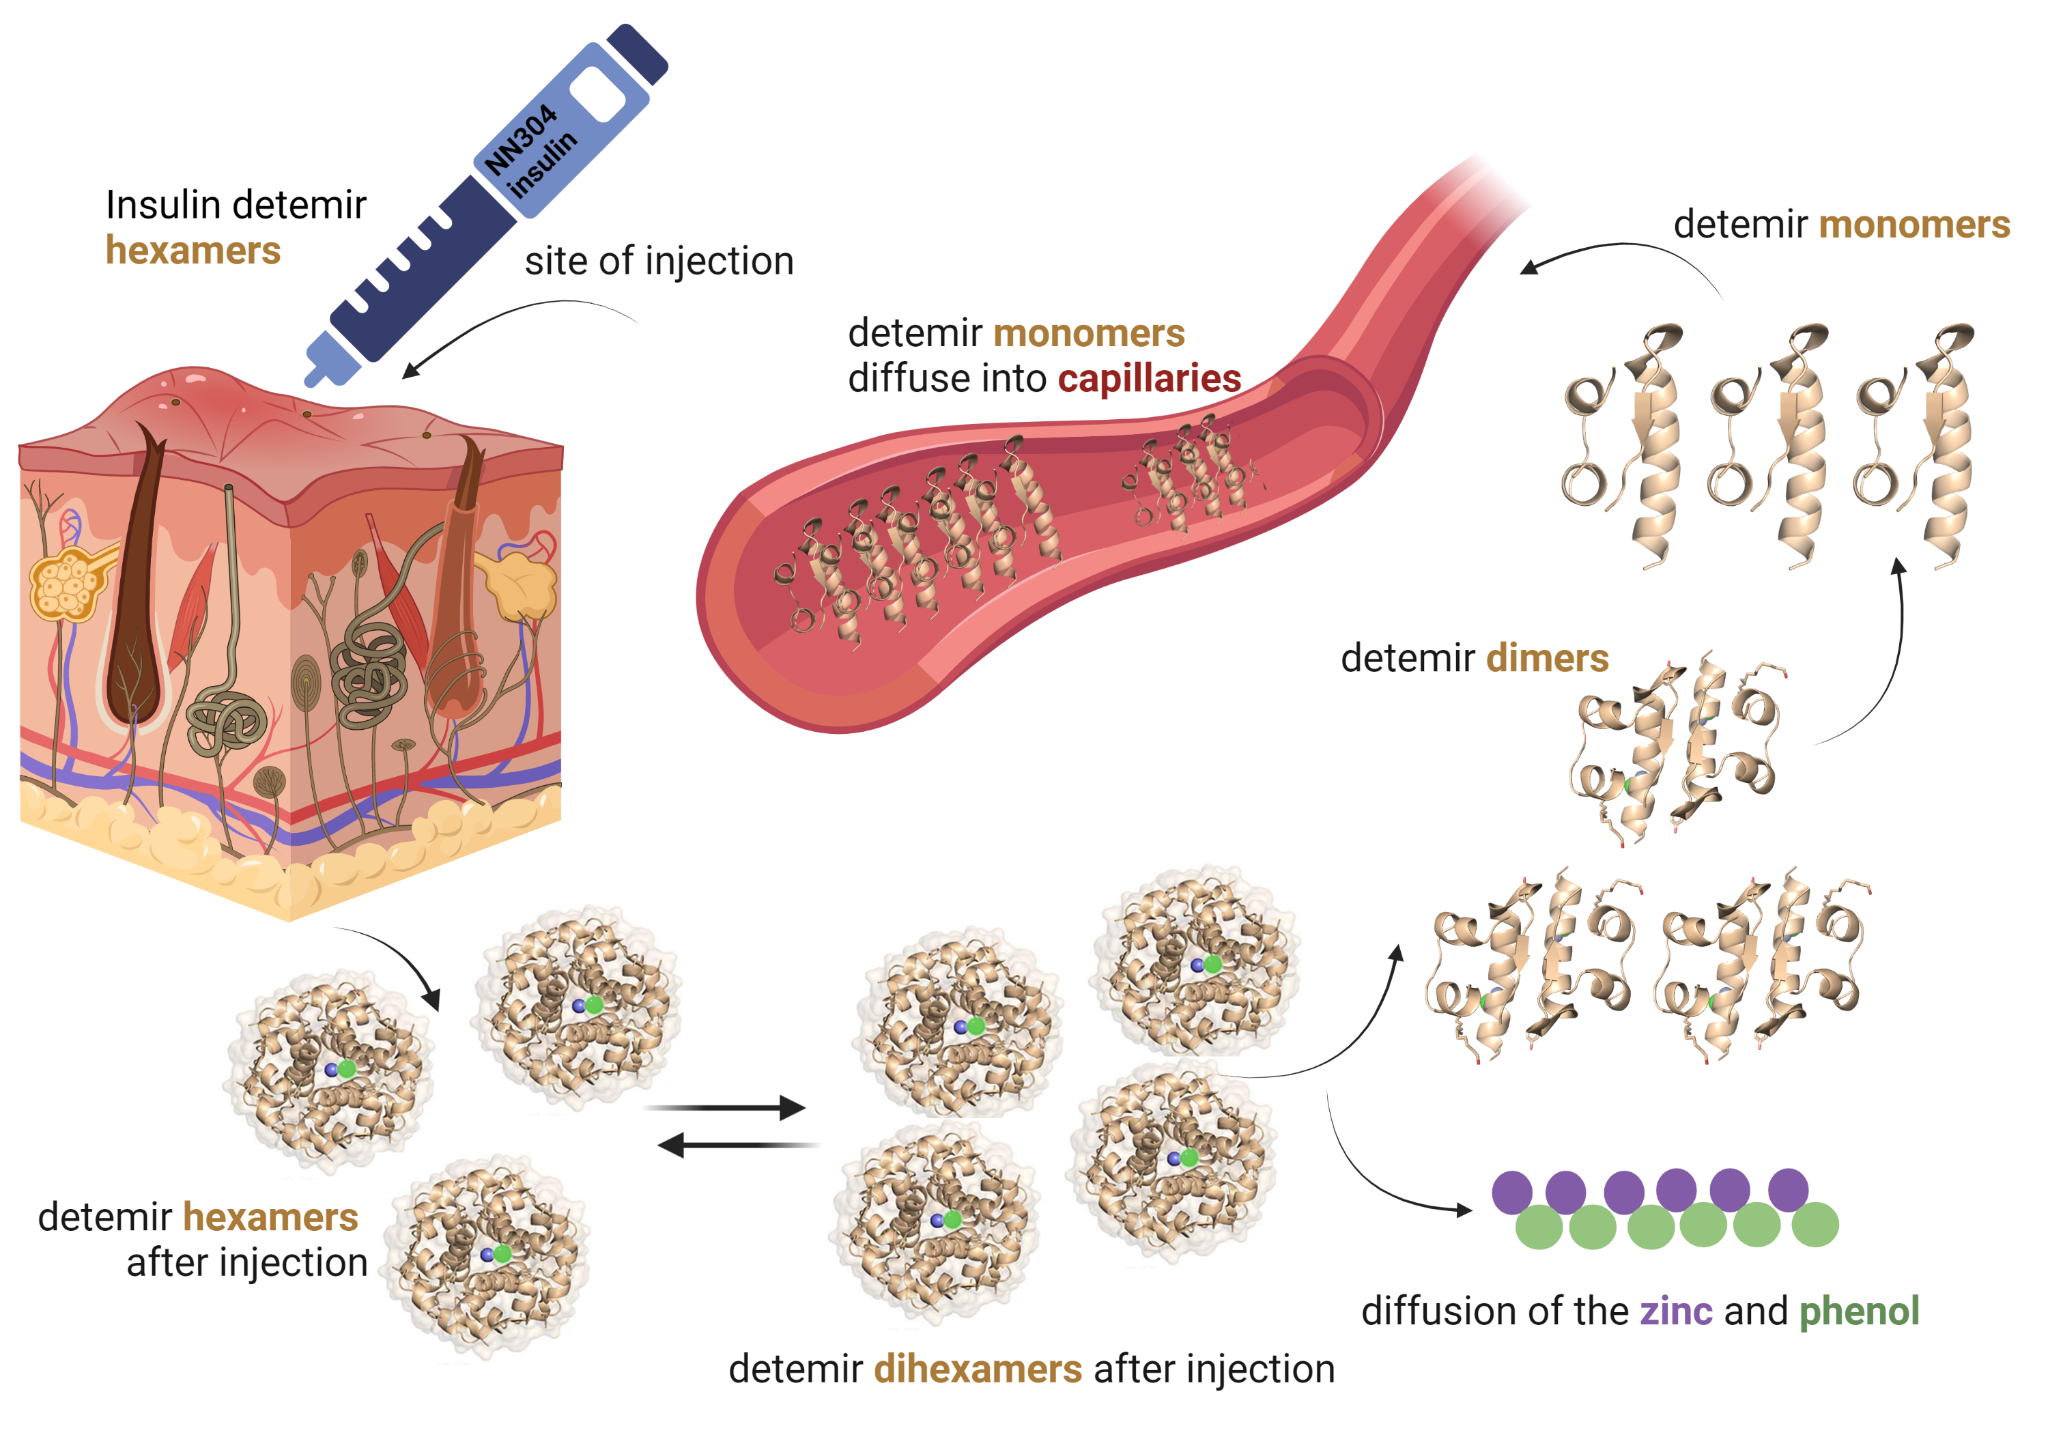 NN304
insulin
Insulin detemir
hexamers
site of injection
detemir monomers
detemir monomers
diffuse into capillaries
detemir dimers
detemir hexamers
after injection
diffusion of the zinc and phenol
detemir dihexamers after injection